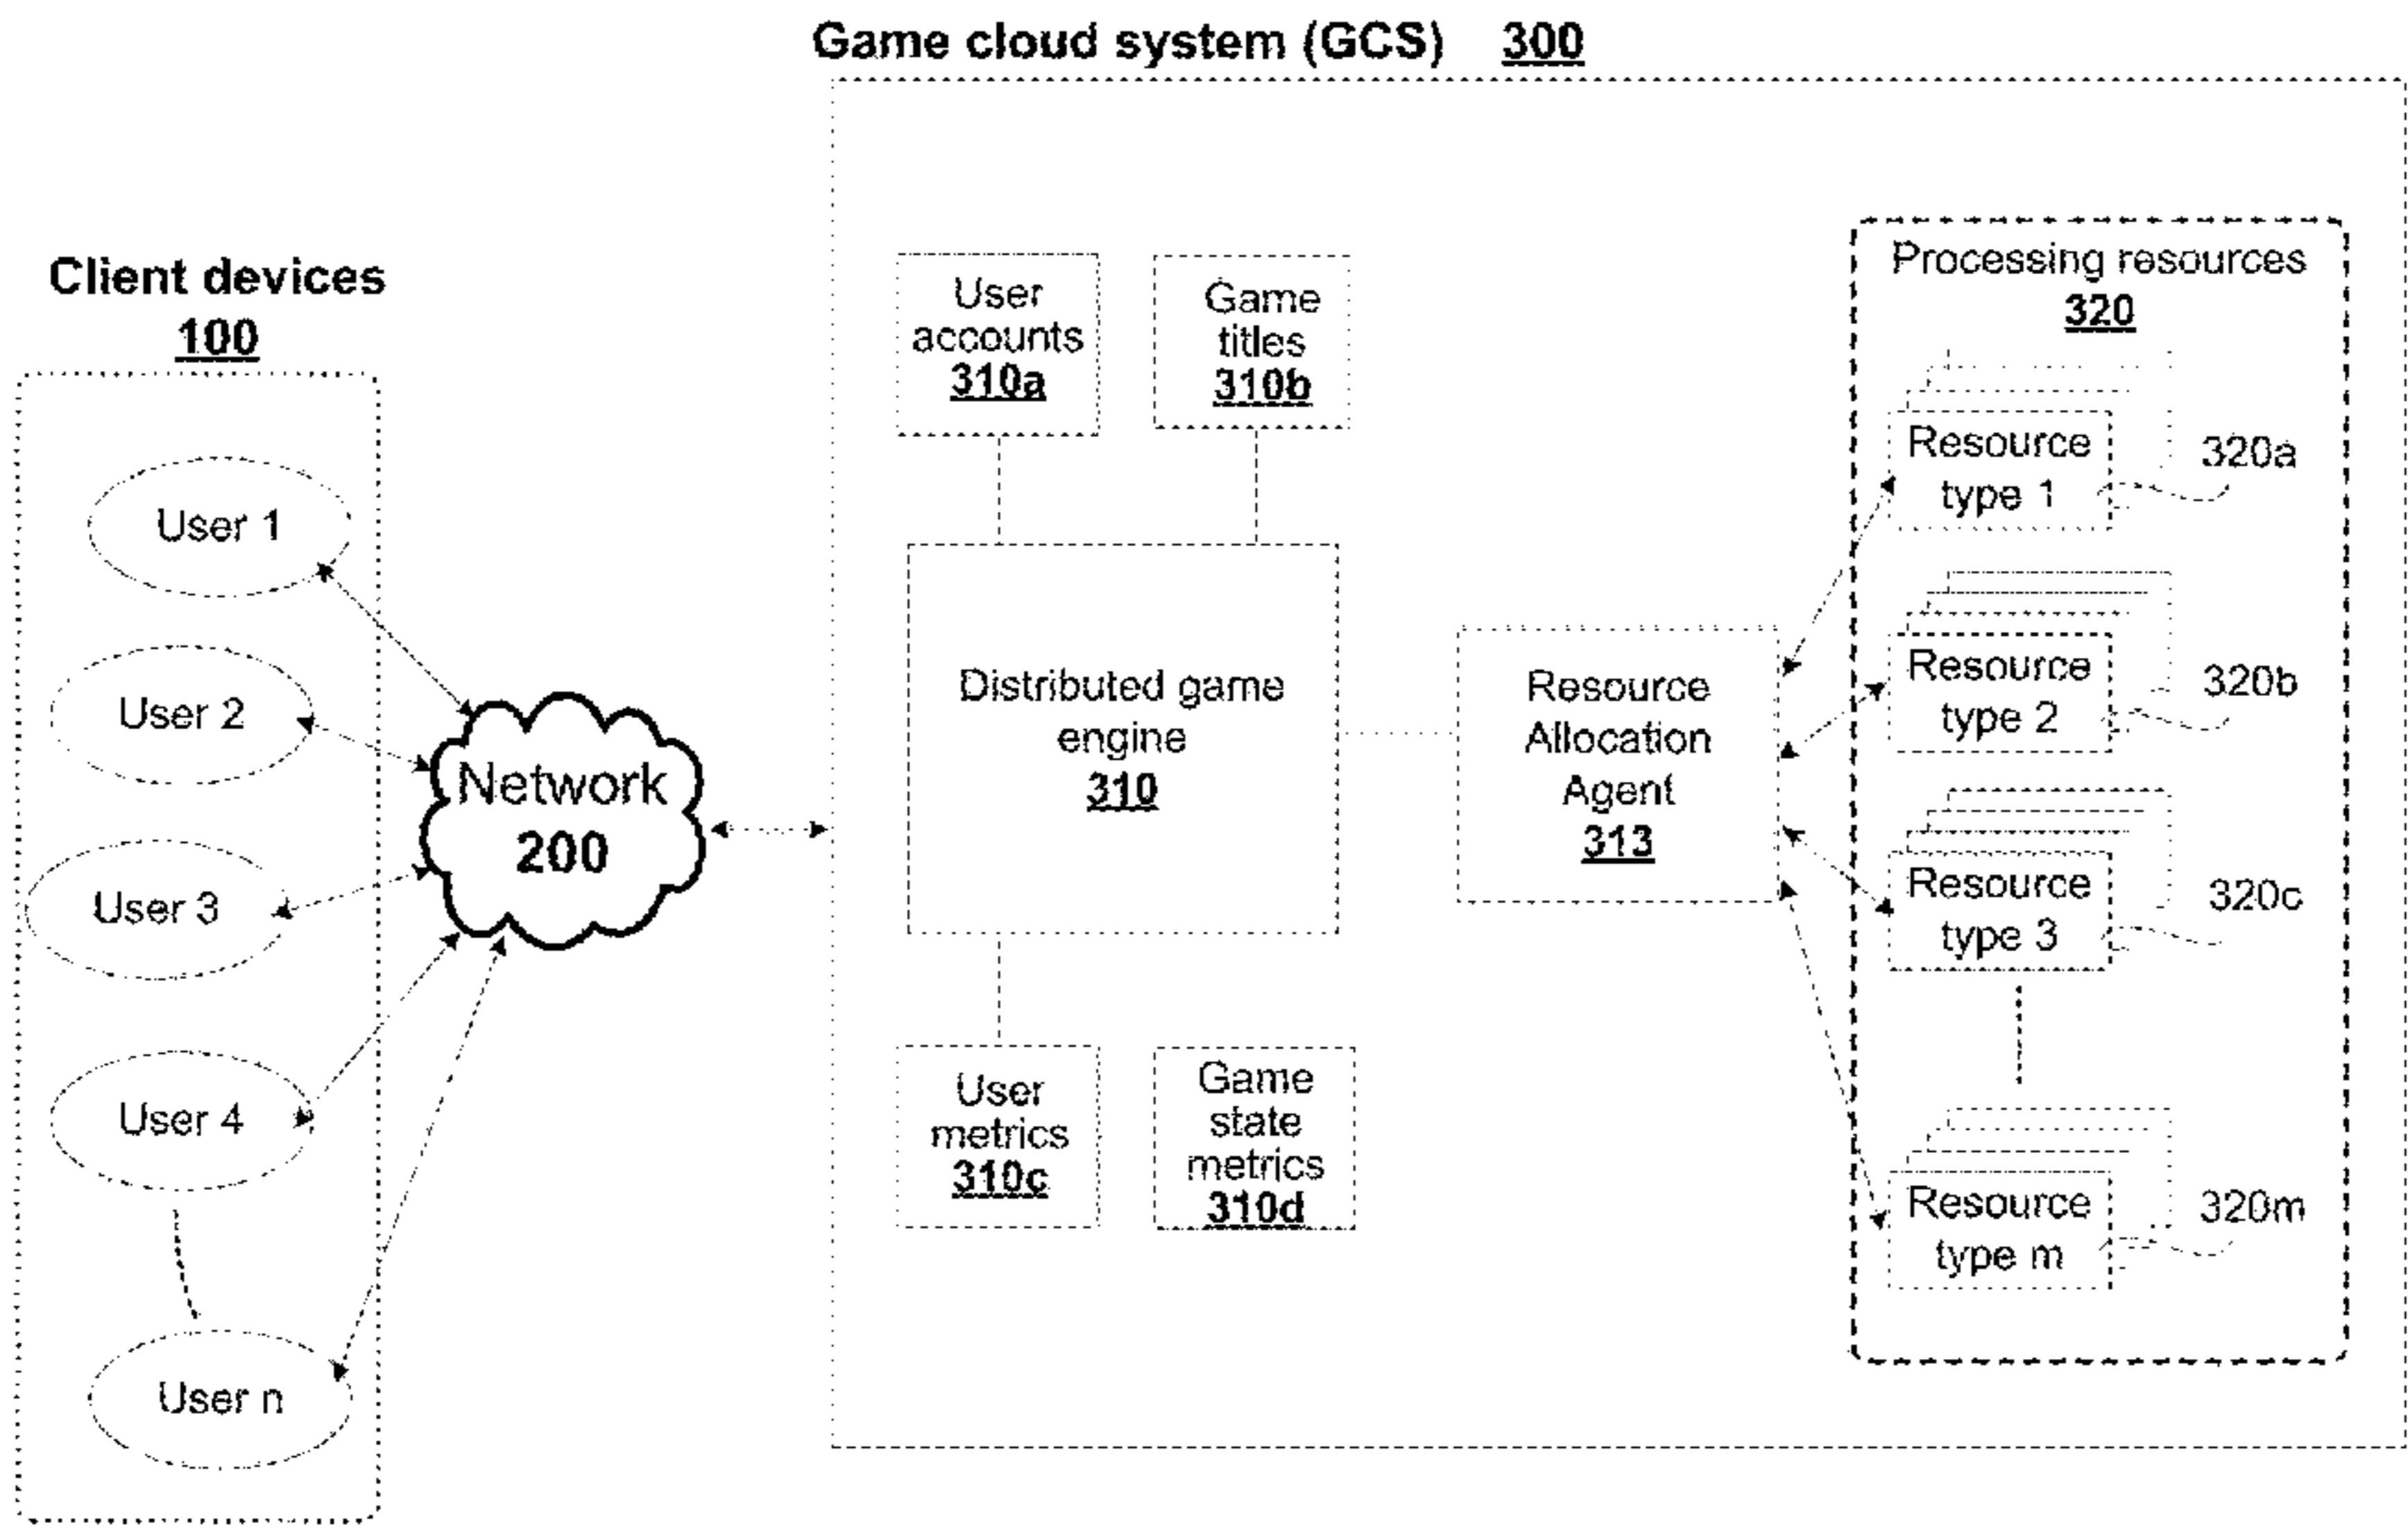 Game cloud system (GCS) 300
Client devices
100
User 1
User 2
User 3
User 4
User n
Network
200
User
accounts
310a
Game
titles
310b
Distributed game
engine
310
User
metrics
310c
Game
state
metrics
310d
Resource
Allocation
Agent
313
Processing resources
320
Resource
type 1
320a
Resource
type 2
320b
Resource
type 3
320c
Resource
type m
320m